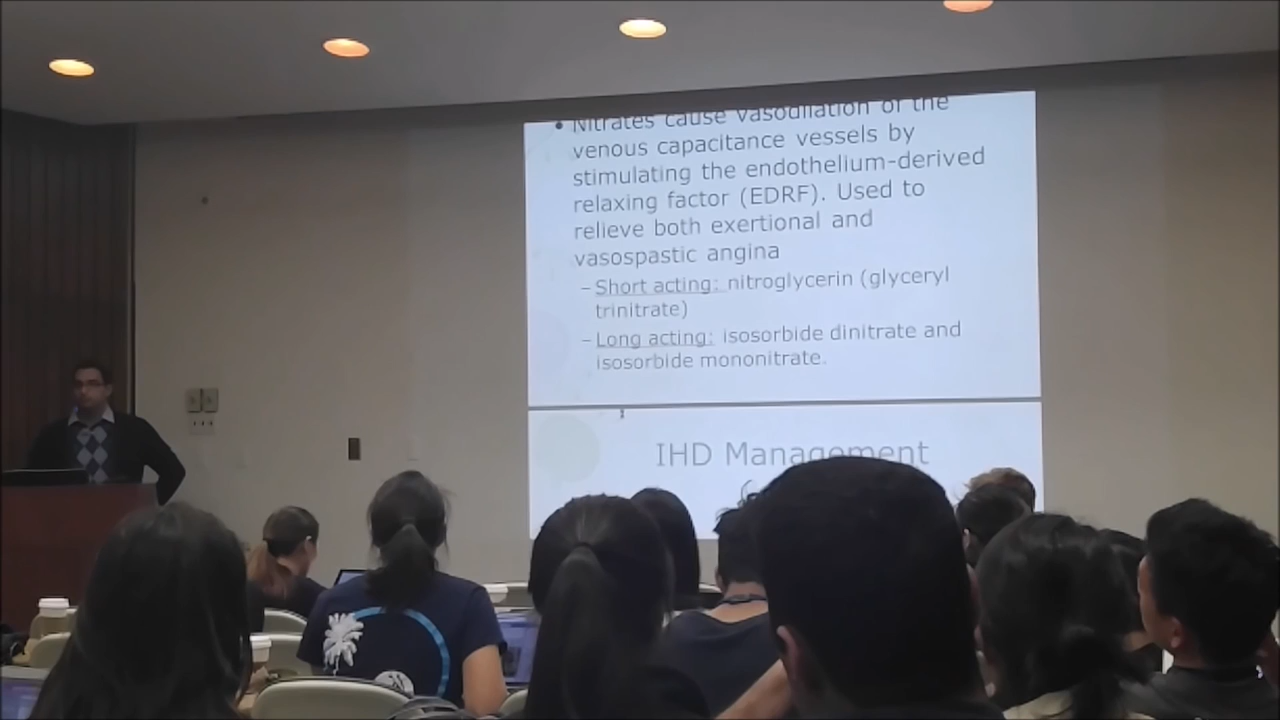 • Nitrates cause vasodilation of the
venous capacitance vessels by
stimulating the endothelium-derived
relaxing factor (EDRF). Used to
relieve both exertional and
vasospastic angina
– Short acting: nitroglycerin (glyceryl
trinitrate)
– Long acting: isosorbide dinitrate and
isosorbide mononitrate.
IHD Management